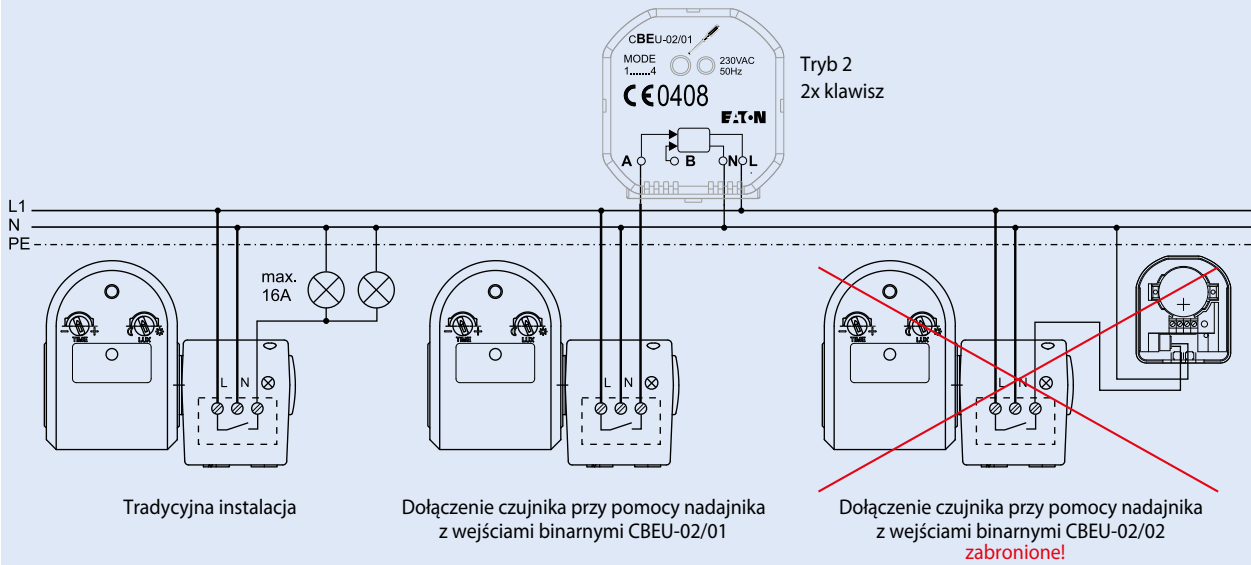 CBEU-02/01
MODE
1.......4
230VAC
50Hz
CE0408
EATON
A B N L
Tryb 2
2x klawisz
L1
N
PE
max.
16A
- + 
TIME LUX
L N
- +
TIME LUX
L N
- +
TIME LUX
L N
Tradycyjna instalacja
Dołączenie czujnika przy pomocy nadajnika
z wejściami binarnymi CBEU-02/01
Dołączenie czujnika przy pomocy nadajnika
z wejściami binarnymi CBEU-02/02
zabronione!